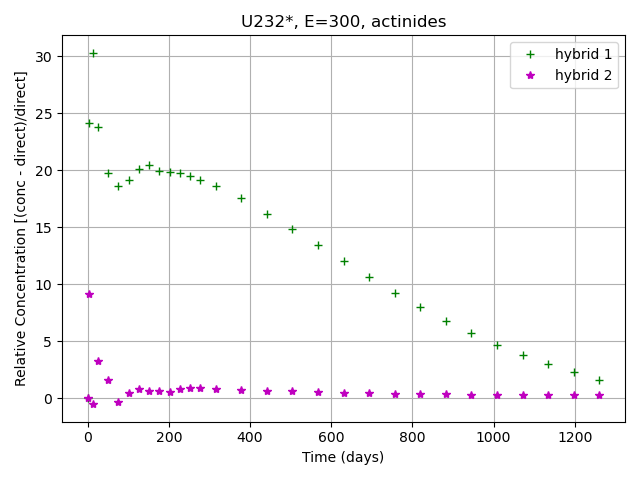 U232*, E=300, actinides
Relative Concentration [(conc - direct)/direct]
30
25
20
15
10
5
0
hybrid 1
hybrid 2
0 200 400 600 800 1000 1200
Time (days)